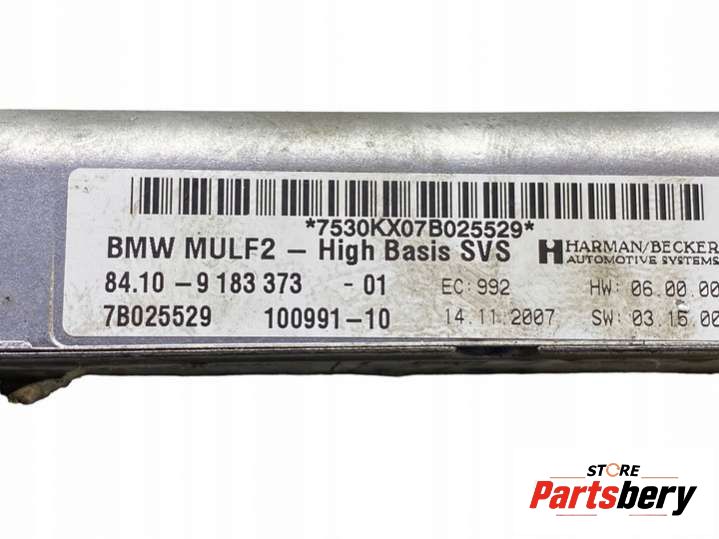 *7530KX07B025529*
BMW MULF2 – High Basis SVS HARMAN/BECKER
AUTOMOTIVE SYSTEMS
84.10 – 9 183 373 - 01 EC: 992 HW: 06.00.00
7B025529 100991-10 14.11.2007 SW: 03.15.00
STORE
Partsbery